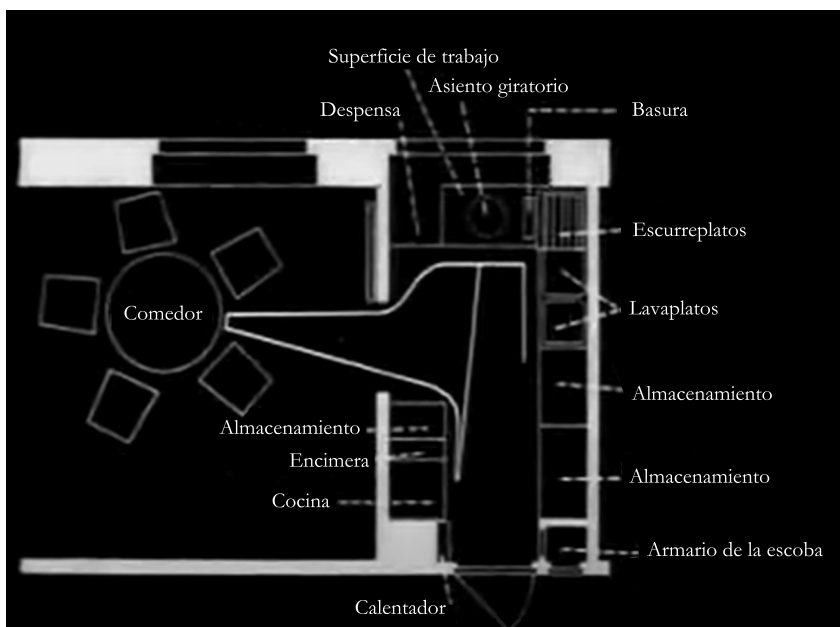 Superficie de trabajo
Asiento giratorio
Despensa
Basura
Escurreplatos
Comedor
Lavaplatos
Almacenamiento
Almacenamiento
Encimera
Almacenamiento
Cocina
Armario de la escoba
Calentador